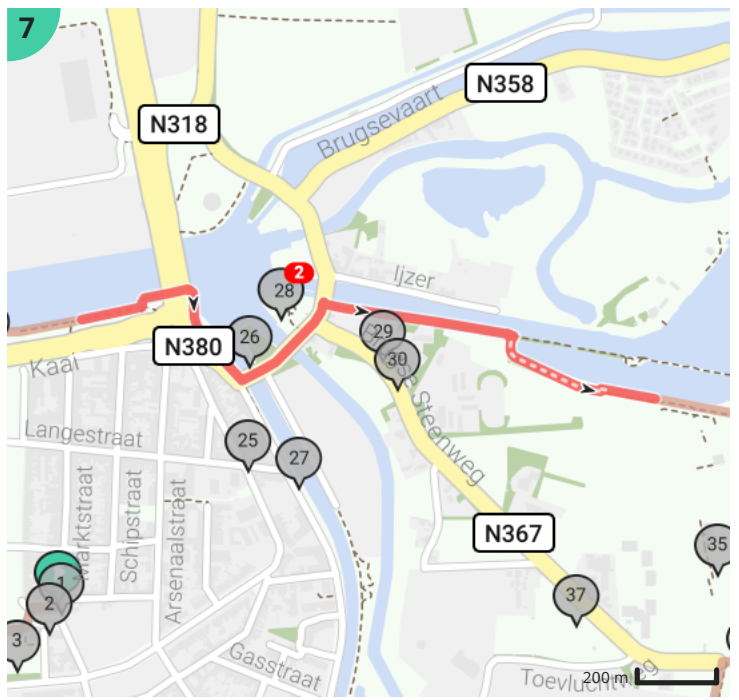 7
N318
N358
Brugsevaart
2
28
Ijzer
26
29
N380
30
Kaai
Steenweg
Langestraat
25
27
Marktstraat
Schipstraat
Arsenaalstraat
N367
35
1
2
37
3
Gasstraat
200 m